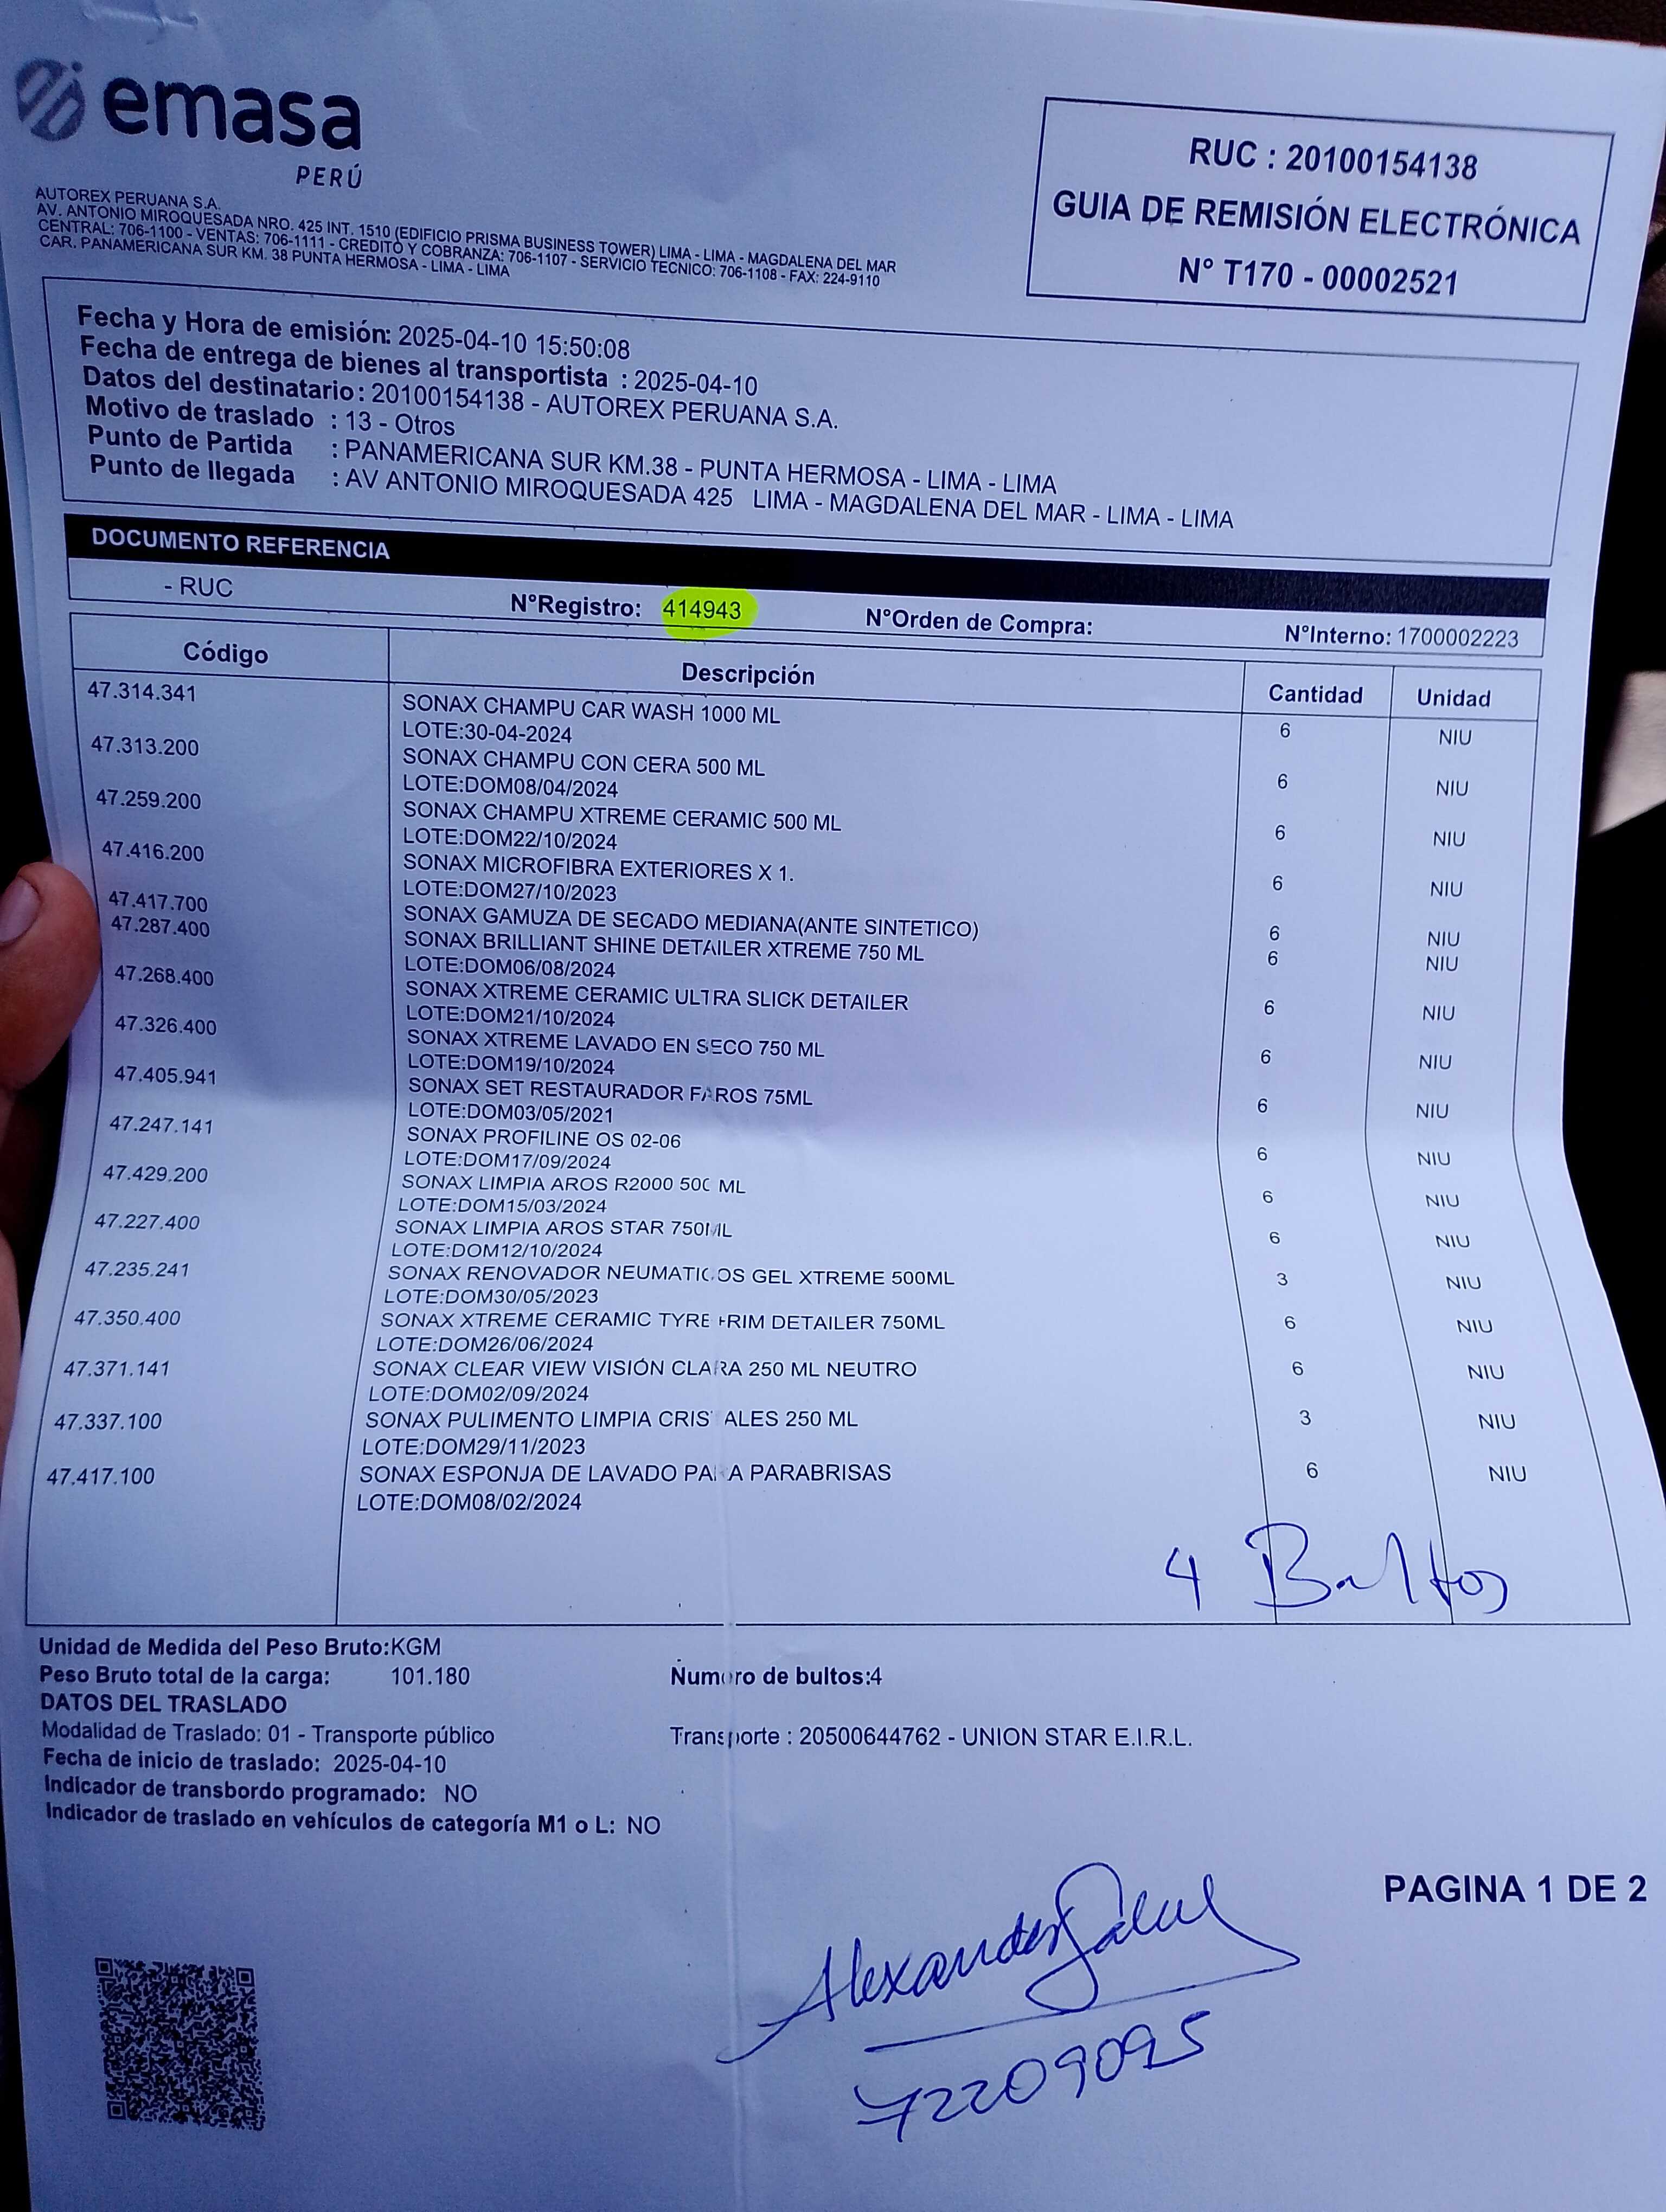 emasa
PERÚ
AUTOREX PERUANA S.A.
AV. ANTONIO MIROQUESADA NRO. 425 INT. 1510 (EDIFICIO PRISMA BUSINESS TOWER) LIMA - LIMA - MAGDALENA DEL MAR
CENTRAL: 706-1100 - VENTAS: 706-1111 - CREDITO Y COBRANZA: 706-1107 - SERVICIO TECNICO: 706-1108 - FAX: 224-9110
CAR. PANAMERICANA SUR KM. 38 PUNTA HERMOSA - LIMA - LIMA
RUC : 20100154138
GUIA DE REMISIÓN ELECTRÓNICA
N° T170 - 00002521
Fecha y Hora de emisión: 2025-04-10 15:50:08
Fecha de entrega de bienes al transportista : 2025-04-10
Datos del destinatario: 20100154138 - AUTOREX PERUANA S.A.
Motivo de traslado : 13 - Otros
Punto de Partida : PANAMERICANA SUR KM.38 - PUNTA HERMOSA - LIMA - LIMA
Punto de llegada : AV ANTONIO MIROQUESADA 425 LIMA - MAGDALENA DEL MAR - LIMA - LIMA
DOCUMENTO REFERENCIA
- RUC N°Registro: 414943 N°Orden de Compra: N°Interno: 1700002223
Código Descripción Cantidad Unidad
47.314.341 SONAX CHAMPU CAR WASH 1000 ML 6 NIU
LOTE:30-04-2024
47.313.200 SONAX CHAMPU CON CERA 500 ML 6 NIU
LOTE:DOM08/04/2024
47.259.200 SONAX CHAMPU XTREME CERAMIC 500 ML 6 NIU
LOTE:DOM22/10/2024
47.416.200 SONAX MICROFIBRA EXTERIORES X 1. 6 NIU
LOTE:DOM27/10/2023
47.417.700 SONAX GAMUZA DE SECADO MEDIANA(ANTE SINTETICO) 6 NIU
47.287.400 SONAX BRILLIANT SHINE DETAILER XTREME 750 ML 6 NIU
LOTE:DOM06/08/2024
47.268.400 SONAX XTREME CERAMIC ULTRA SLICK DETAILER 6 NIU
LOTE:DOM21/10/2024
47.326.400 SONAX XTREME LAVADO EN SECO 750 ML 6 NIU
LOTE:DOM19/10/2024
47.405.941 SONAX SET RESTAURADOR FAROS 75ML 6 NIU
LOTE:DOM03/05/2021
47.247.141 SONAX PROFILINE OS 02-06 6 NIU
LOTE:DOM17/09/2024
47.429.200 SONAX LIMPIA AROS R2000 500 ML 6 NIU
LOTE:DOM15/03/2024
47.227.400 SONAX LIMPIA AROS STAR 750ML 6 NIU
LOTE:DOM12/10/2024
47.235.241 SONAX RENOVADOR NEUMATICOS GEL XTREME 500ML 3 NIU
LOTE:DOM30/05/2023
47.350.400 SONAX XTREME CERAMIC TYRE +RIM DETAILER 750ML 6 NIU
LOTE:DOM26/06/2024
47.371.141 SONAX CLEAR VIEW VISIÓN CLARA 250 ML NEUTRO 6 NIU
LOTE:DOM02/09/2024
47.337.100 SONAX PULIMENTO LIMPIA CRISTALES 250 ML 3 NIU
LOTE:DOM29/11/2023
47.417.100 SONAX ESPONJA DE LAVADO PARA PARABRISAS 6 NIU
LOTE:DOM08/02/2024
4 Bultos
Unidad de Medida del Peso Bruto:KGM
Peso Bruto total de la carga: 101.180 Numero de bultos:4
DATOS DEL TRASLADO
Modalidad de Traslado: 01 - Transporte público Transporte : 20500644762 - UNION STAR E.I.R.L.
Fecha de inicio de traslado: 2025-04-10
Indicador de transbordo programado: NO
Indicador de traslado en vehículos de categoría M1 o L: NO
PAGINA 1 DE 2
Alexander
72209095